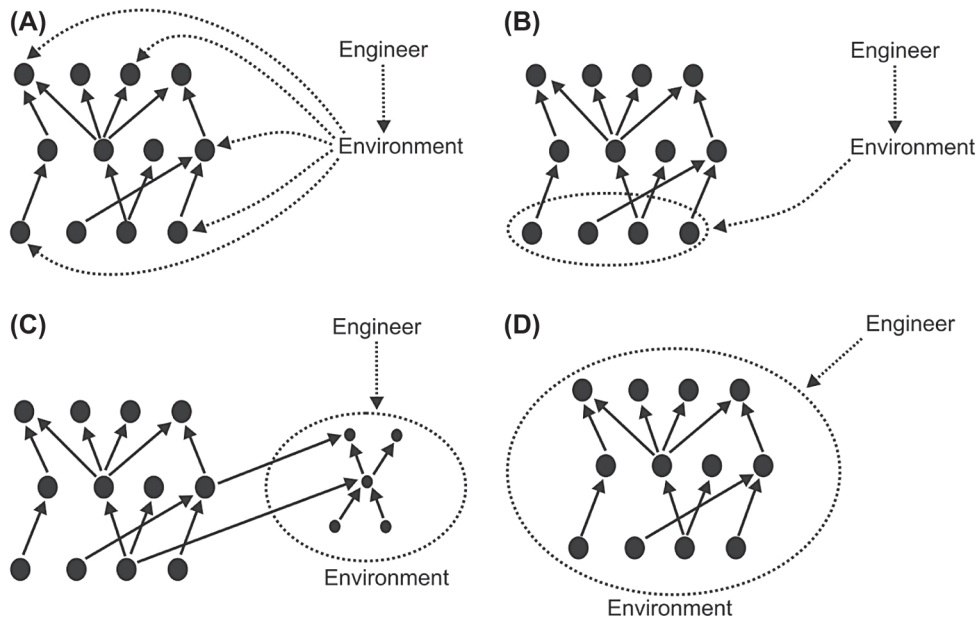 (A)
Engineer
Environment
(B)
Engineer
Environment
(C)
Engineer
Environment
(D)
Engineer
Environment